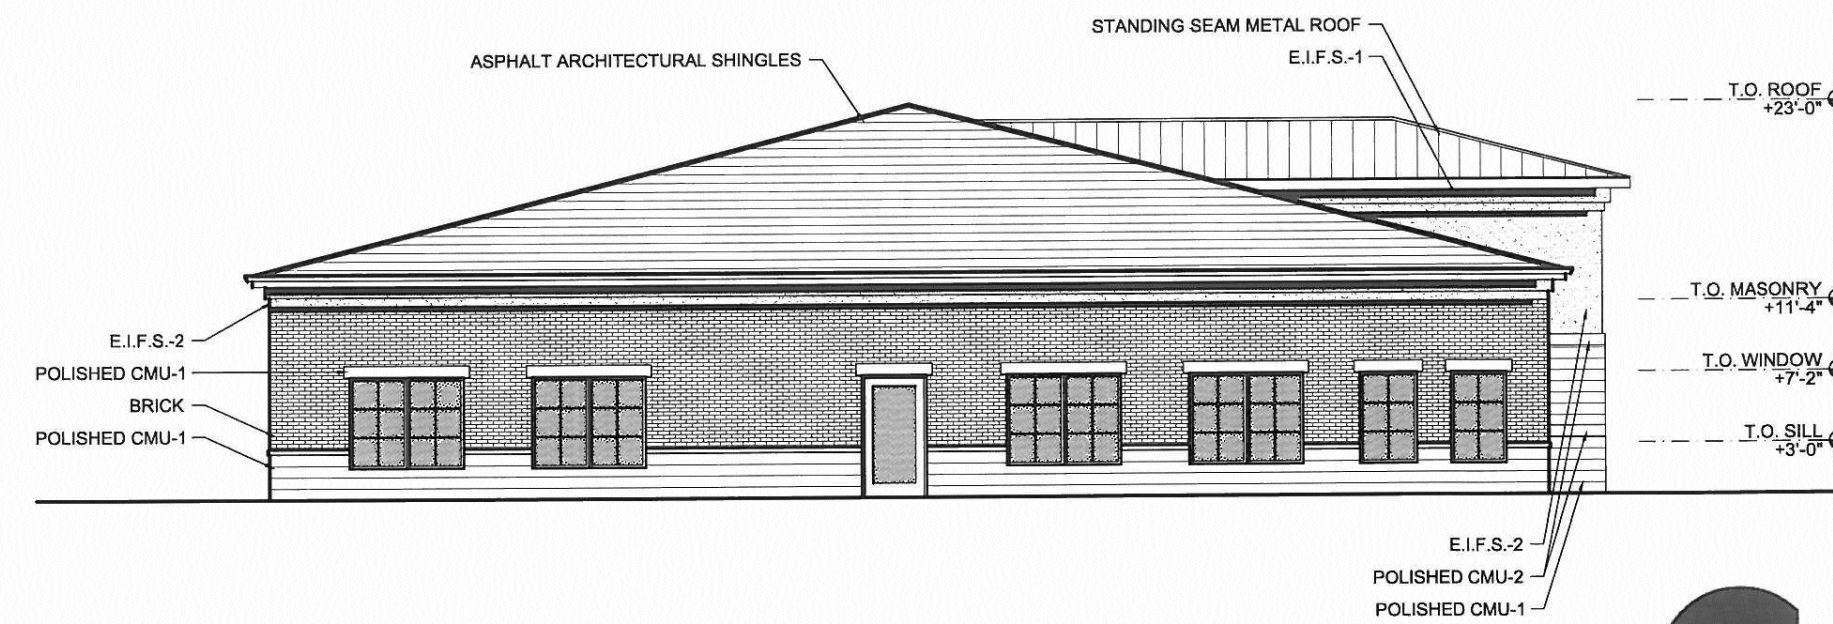 STANDING SEAM METAL ROOF
E.I.F.S.-1
ASPHALT ARCHITECTURAL SHINGLES
T.O. ROOF
+23'-0"
T.O. MASONRY
+11'-4"
E.I.F.S.-2
T.O. WINDOW
+7'-2"
POLISHED CMU-1
BRICK
T.O. SILL
+3'-0"
POLISHED CMU-1
E.I.F.S.-2
POLISHED CMU-2
POLISHED CMU-1